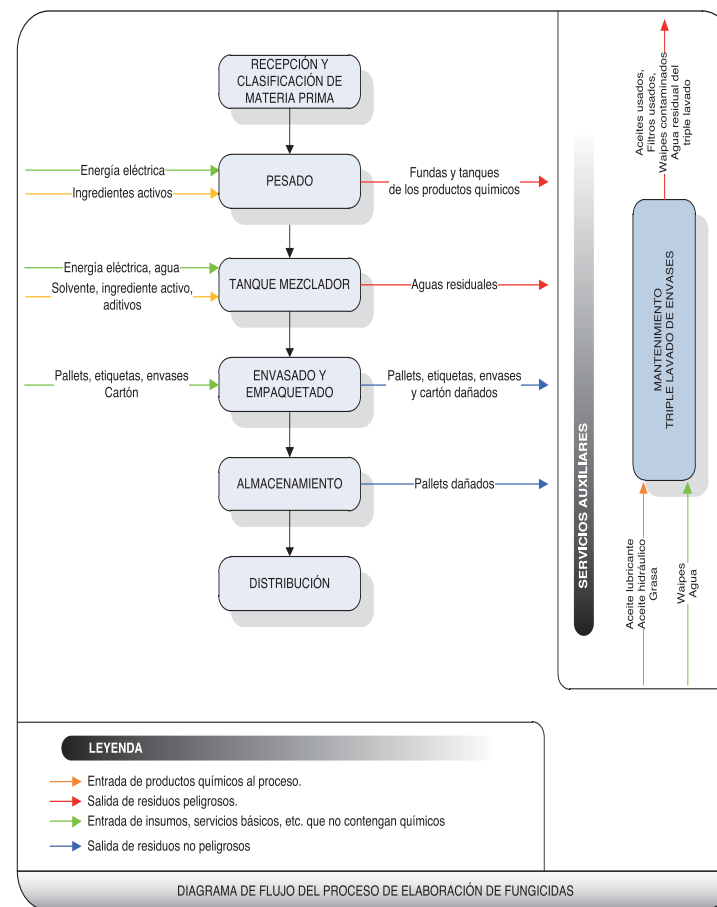 RECEPCIÓN Y
CLASIFICACIÓN DE
MATERIA PRIMA
Energía eléctrica
Ingredientes activos
PESADO
Fundas y tanques
de los productos químicos
Energía eléctrica, agua
Solvente, ingrediente activo,
aditivos
TANQUE MEZCLADOR
Aguas residuales
Pallets, etiquetas, envases
Cartón
ENVASADO Y
EMPAQUETADO
Pallets, etiquetas, envases
y cartón dañados
ALMACENAMIENTO
Pallets dañados
DISTRIBUCIÓN
SERVICIOS AUXILIARES
Aceites usados,
Filtros usados,
Waipes contaminados
Agua residual del
triple lavado
MANTENIMIENTO
TRIPLE LAVADO DE ENVASES
Aceite lubricante
Aceite hidráulico
Grasa
Waipes
Agua
LEYENDA
Entrada de productos químicos al proceso.
Salida de residuos peligrosos.
Entrada de insumos, servicios básicos, etc. que no contengan químicos
Salida de residuos no peligrosos
DIAGRAMA DE FLUJO DEL PROCESO DE ELABORACIÓN DE FUNGICIDAS